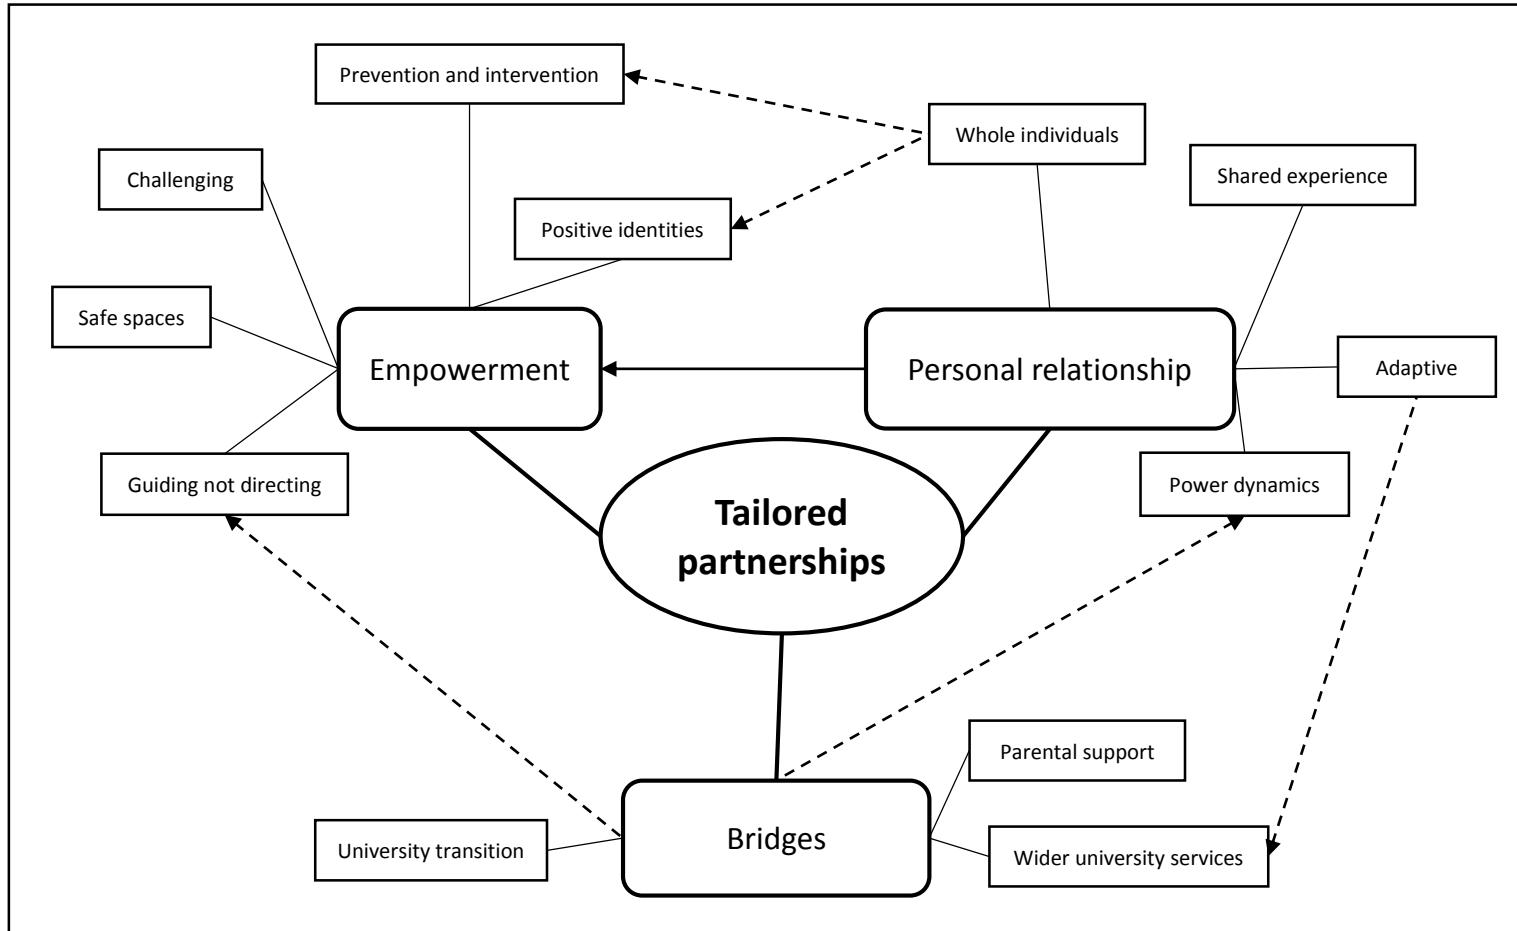 Prevention and intervention
Whole individuals
Shared experience
Challenging
Positive identities
Safe spaces
Empowerment
Personal relationship
Adaptive
Guiding not directing
Power dynamics
Tailored
partnerships
Parental support
University transition
Bridges
Wider university services